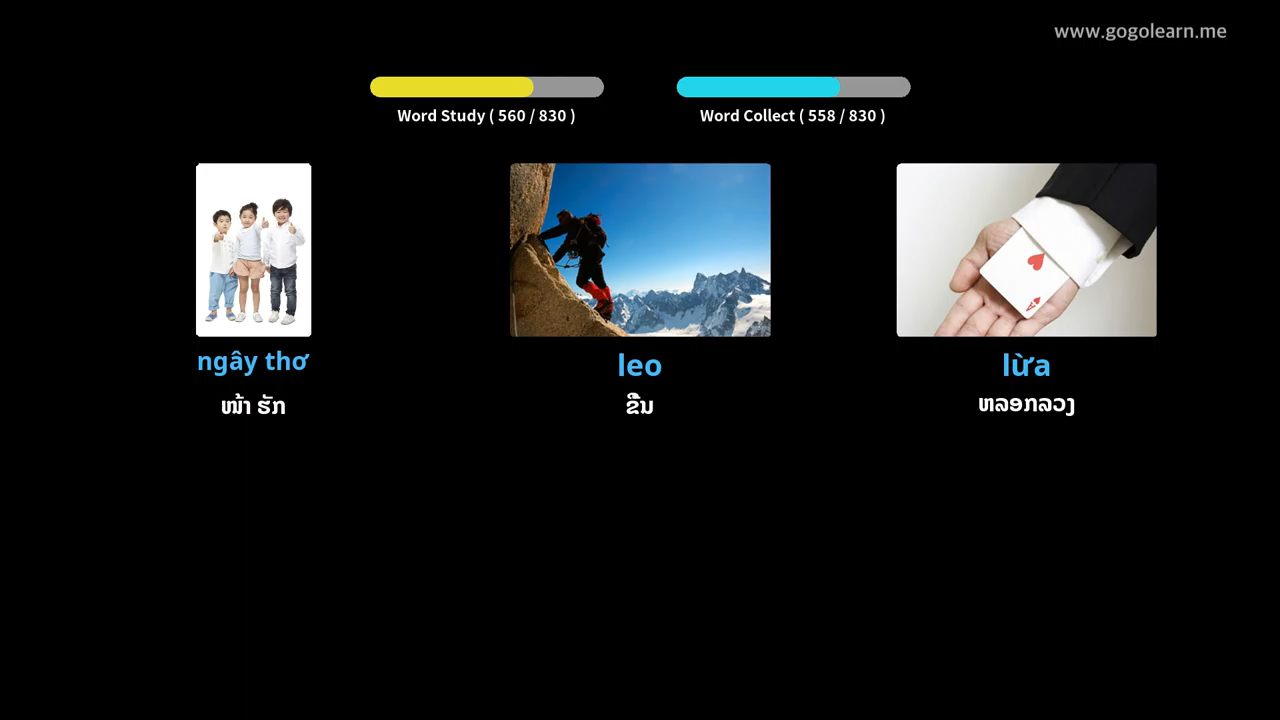 www.gogolearn.me
Word Study ( 560 / 830 )
Word Collect ( 558 / 830 )
ngây thơ
leo
lừa
ໜ້າ ຮັກ
ຂື້ນ
ຫລອກລວງ